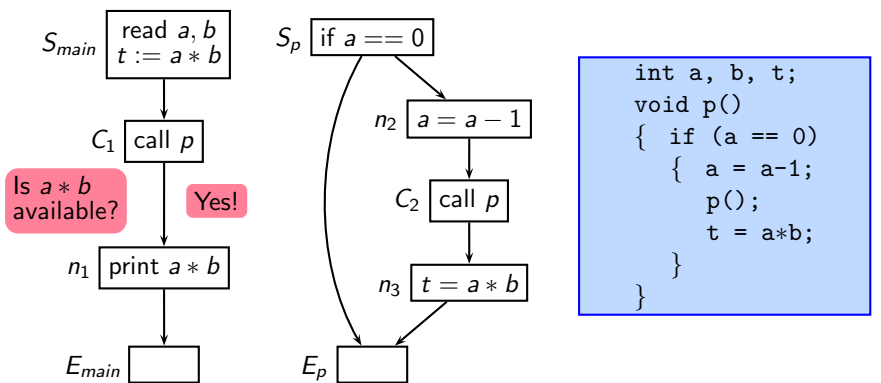 S_main
read a, b
t := a * b
C_1
call p
Is a * b
available?
Yes!
n_1
print a * b
E_main
S_p
if a == 0
n_2
a = a − 1
C_2
call p
n_3
t = a * b
E_p
int a, b, t;
void p()
{ if (a == 0)
{ a = a-1;
p();
t = a*b;
}
}